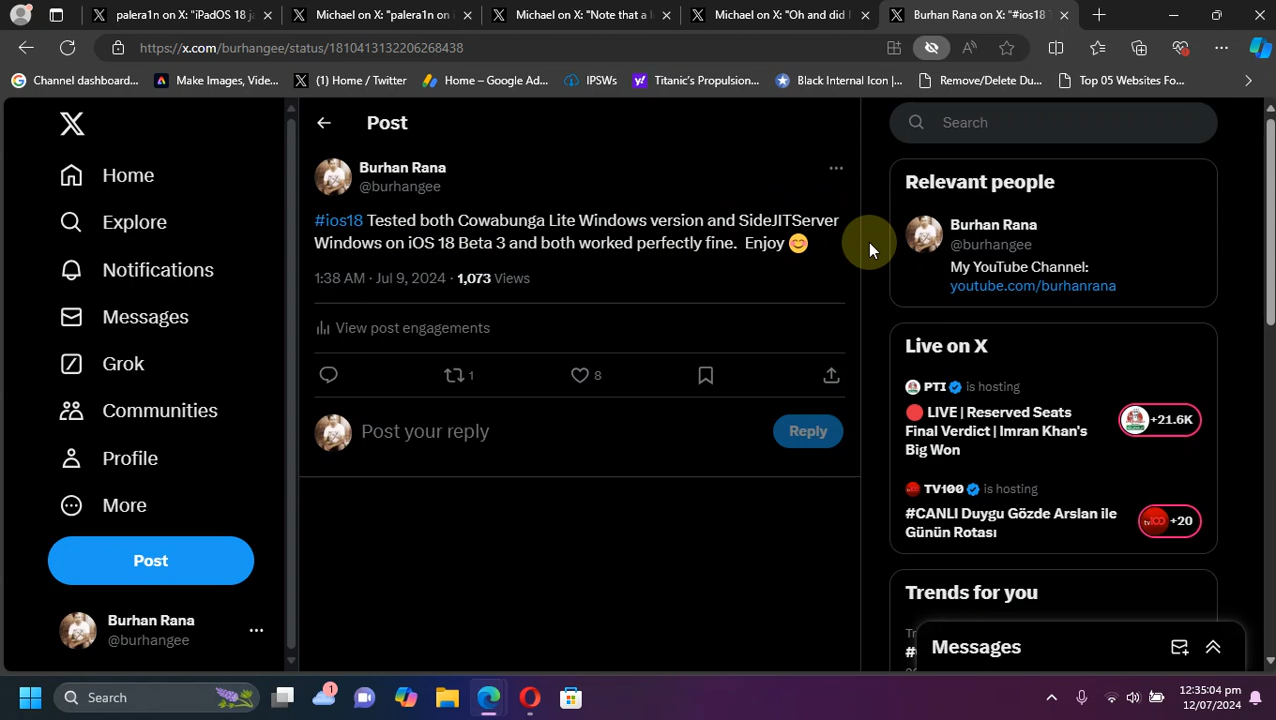 palera1n on X: "iPadOS 18 ja
Michael on X: "palera1n on
Michael on X: "Note that a l
Michael on X: "Oh and did I
Burhan Rana on X: "#ios18
https://x.com/burhangee/status/1810413132206268438
Channel dashboard...
Make Images, Vide...
(1) Home / Twitter
Home – Google Ad...
IPSWs
Titanic's Propulsion...
Black Internal Icon |...
Remove/Delete Du...
Top 05 Websites Fo...
Home
Explore
Notifications
Messages
Grok
Communities
Profile
More
Post
Burhan Rana
@burhangee
Post
Burhan Rana
@burhangee
#ios18 Tested both Cowabunga Lite Windows version and SideJITServer
Windows on iOS 18 Beta 3 and both worked perfectly fine. Enjoy 😊
1:38 AM · Jul 9, 2024 · 1,073 Views
View post engagements
1
8
Post your reply
Reply
Search
Relevant people
Burhan Rana
@burhangee
My YouTube Channel:
youtube.com/burhanrana
Live on X
PTI is hosting
🔴 LIVE | Reserved Seats
Final Verdict | Imran Khan's
Big Won
+21.6K
TV100 is hosting
#CANLI Duygu Gözde Arslan ile
Günün Rotası
+20
Trends for you
Messages
Search
1
12:35:04 pm
12/07/2024